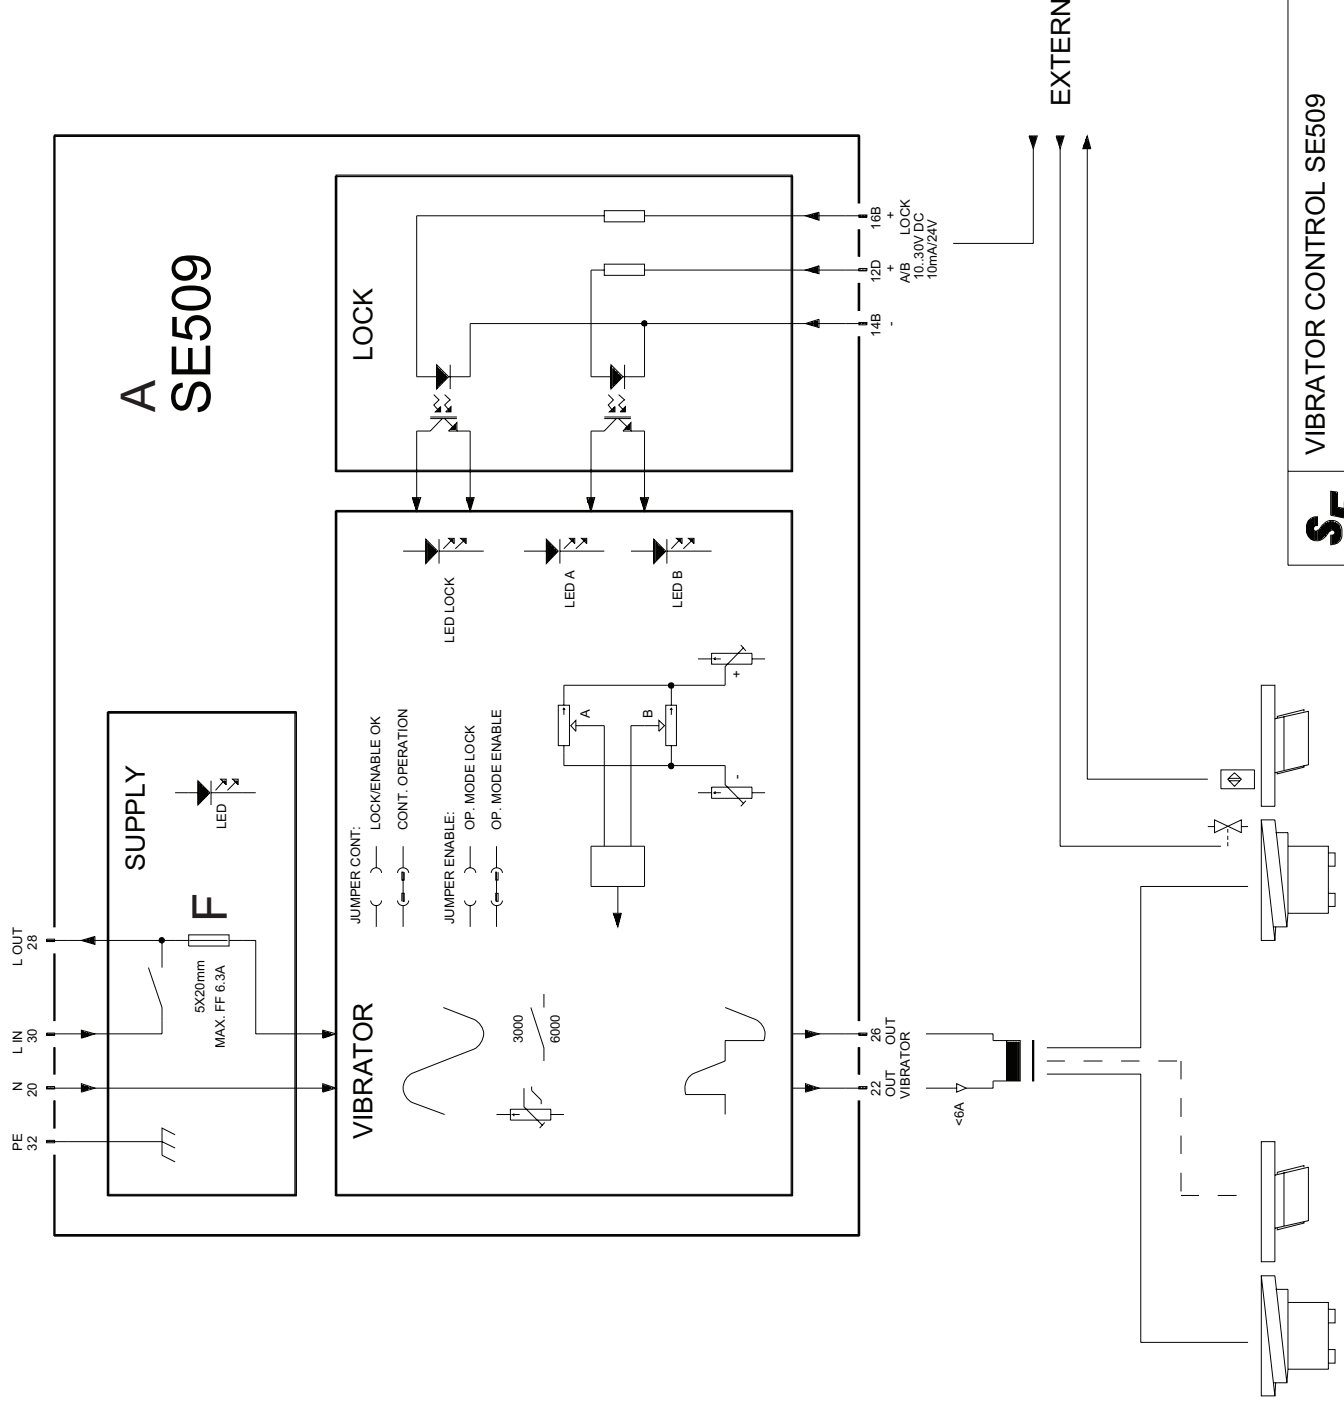 A
SE509
SUPPLY
LED
F
5X20mm
MAX. FF 6.3A
PE
32
N
20
L IN
30
L OUT
28
LOCK
VIBRATOR
JUMPER CONT:
LOCK/ENABLE OK
CONT. OPERATION
JUMPER ENABLE:
OP. MODE LOCK
OP. MODE ENABLE
LED LOCK
LED A
LED B
3000
6000
A
B
-
+
22
OUT
26
OUT
VIBRATOR
<6A
14B
-
12D
+
A/B
16B
+
LOCK
10..30V DC
10mA/24V
EXTERN
VIBRATOR CONTROL SE509